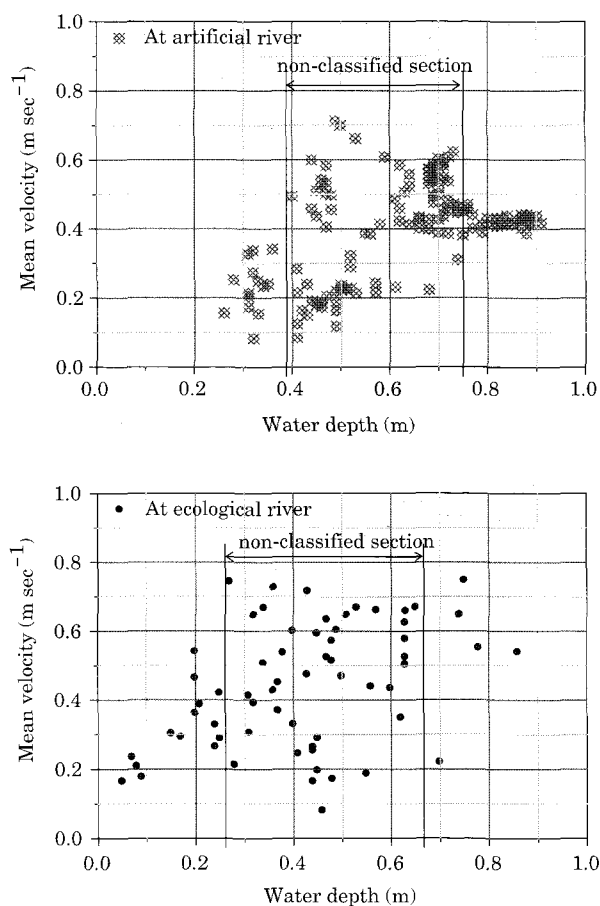 At artificial river
non-classified section
Mean velocity (m sec⁻¹)
1.0
0.8
0.6
0.4
0.2
0.0
0.0 0.2 0.4 0.6 0.8 1.0
Water depth (m)
At ecological river
non-classified section
Mean velocity (m sec⁻¹)
1.0
0.8
0.6
0.4
0.2
0.0
0.0 0.2 0.4 0.6 0.8 1.0
Water depth (m)